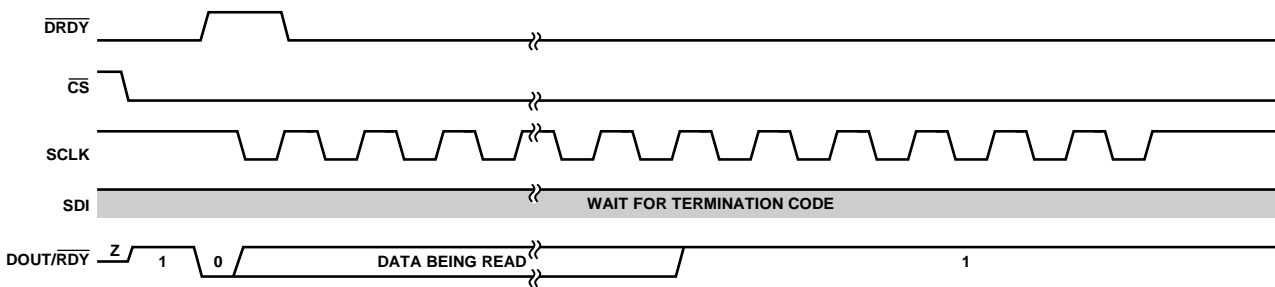 DRDY
CS
SCLK
SDI
WAIT FOR TERMINATION CODE
DOUT/RDY
Z
1
0
DATA BEING READ
1